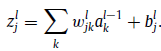 z_j^l = \sum_k w_{jk}^l a_k^{l-1} + b_j^l.